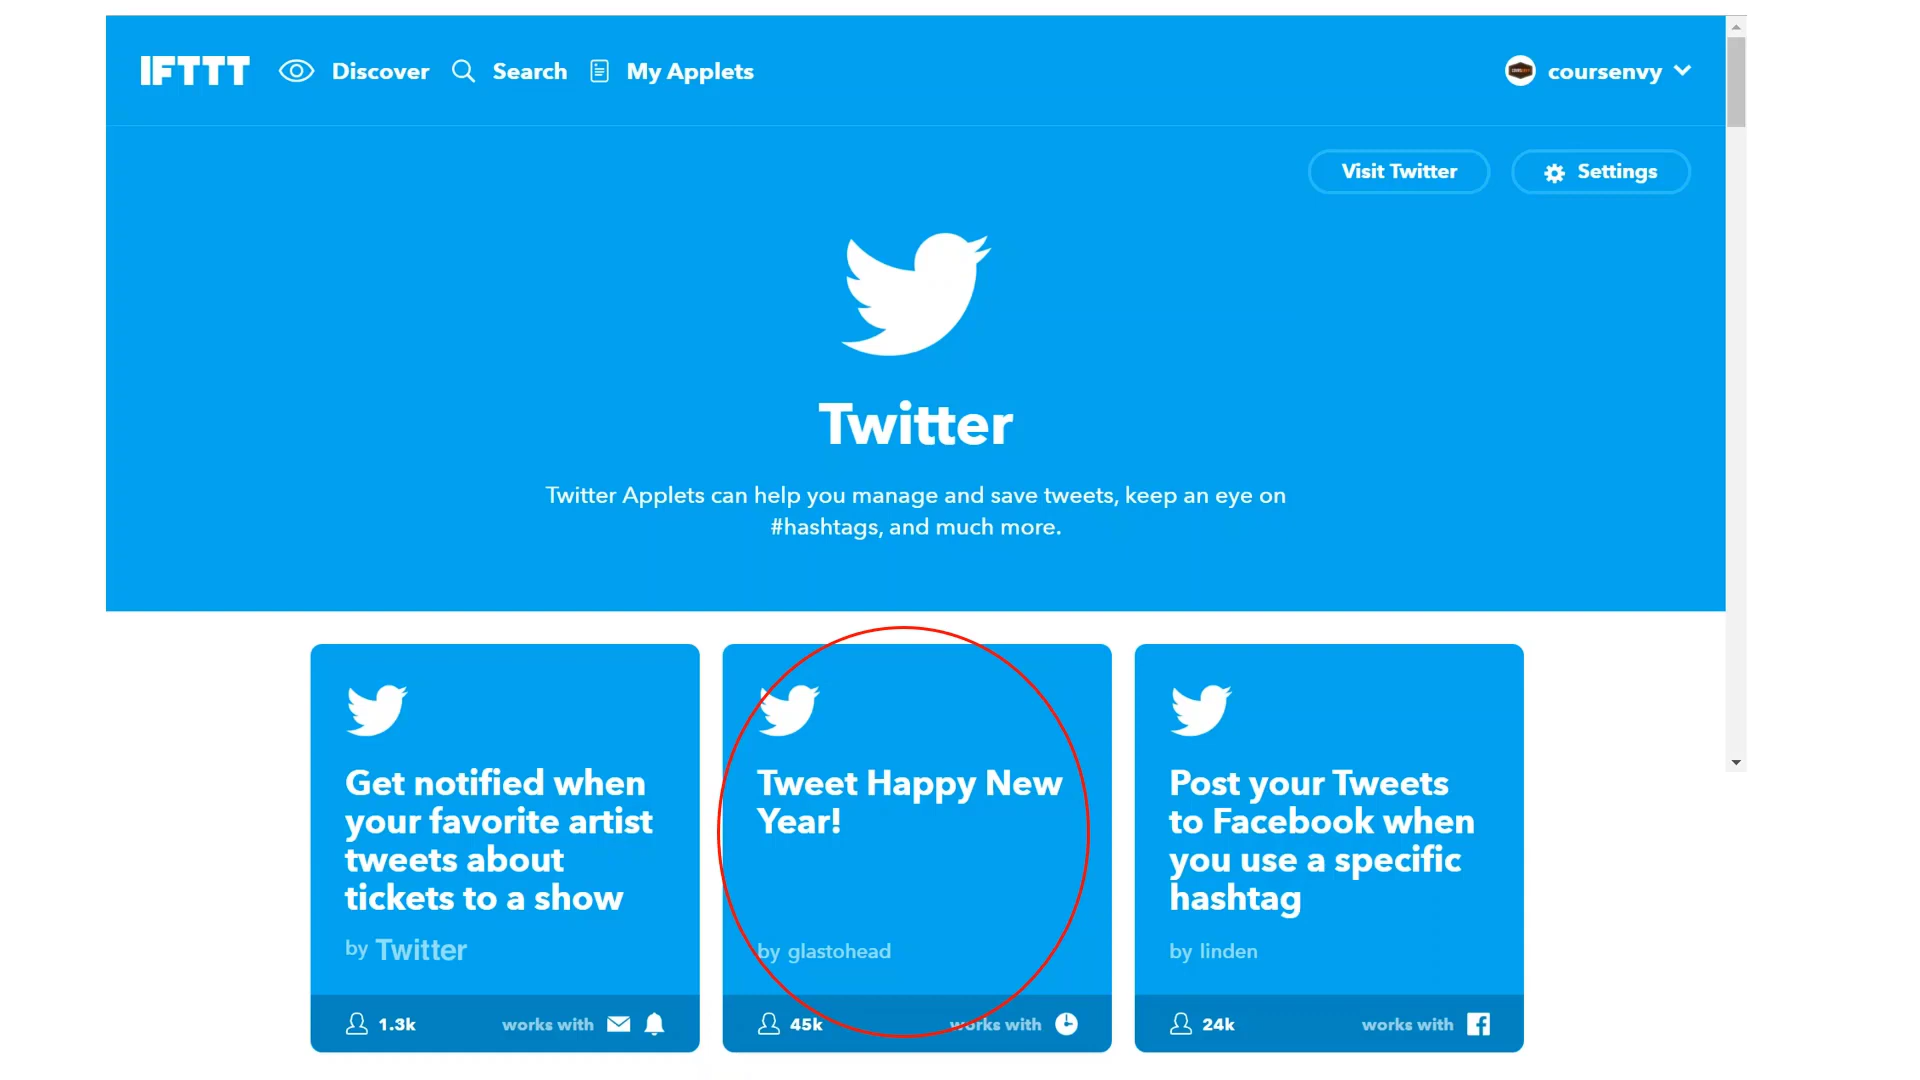 IFTTT Discover Search My Applets coursenvy
Visit Twitter Settings
Twitter
Twitter Applets can help you manage and save tweets, keep an eye on
#hashtags, and much more.
Get notified when
your favorite artist
tweets about
tickets to a show
by Twitter
1.3k works with
Tweet Happy New
Year!
by glastohead
45k works with
Post your Tweets
to Facebook when
you use a specific
hashtag
by linden
24k works with